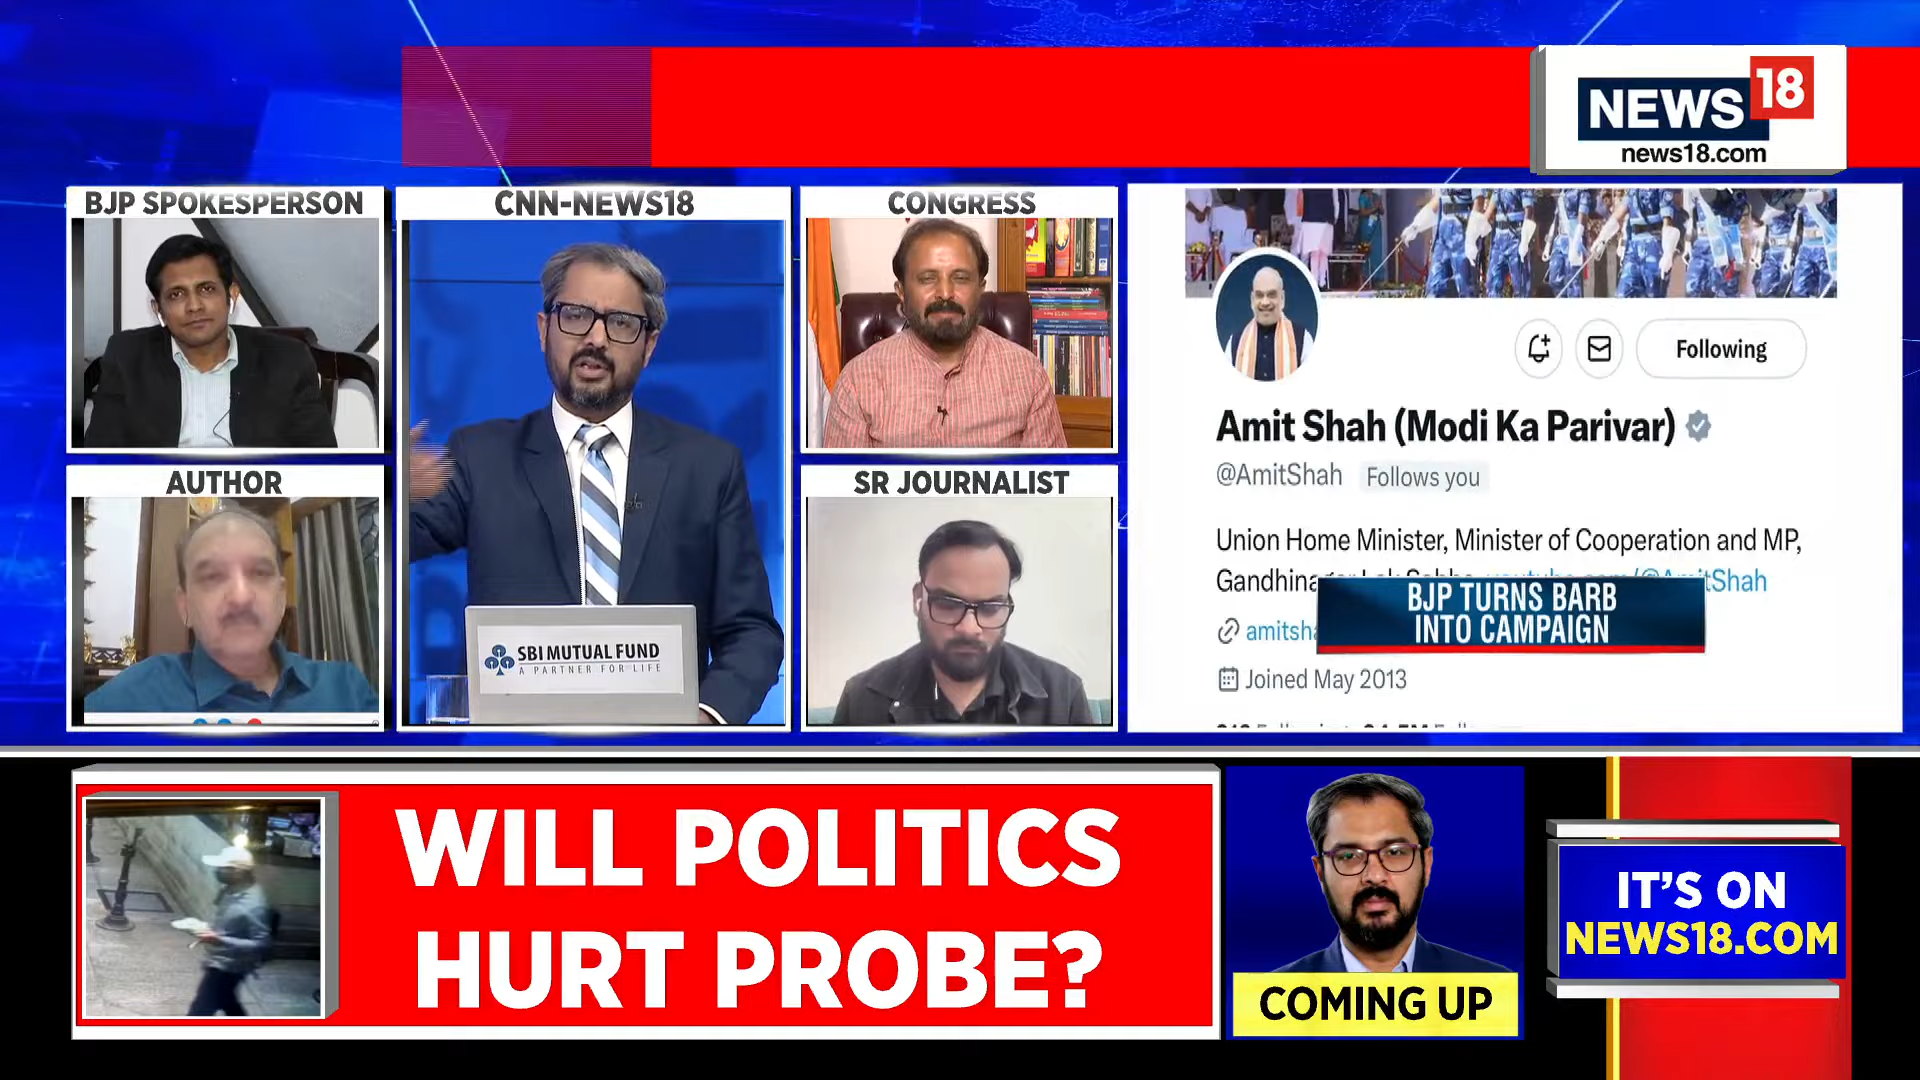 NEWS18
news18.com
BJP SPOKESPERSON
CNN-NEWS18
CONGRESS
AUTHOR
SR JOURNALIST
SBI MUTUAL FUND
A PARTNER FOR LIFE
Following
Amit Shah (Modi Ka Parivar)
@AmitShah Follows you
Union Home Minister, Minister of Cooperation and MP,
BJP TURNS BARB
INTO CAMPAIGN
Joined May 2013
WILL POLITICS
HURT PROBE?
COMING UP
IT'S ON
NEWS18.COM